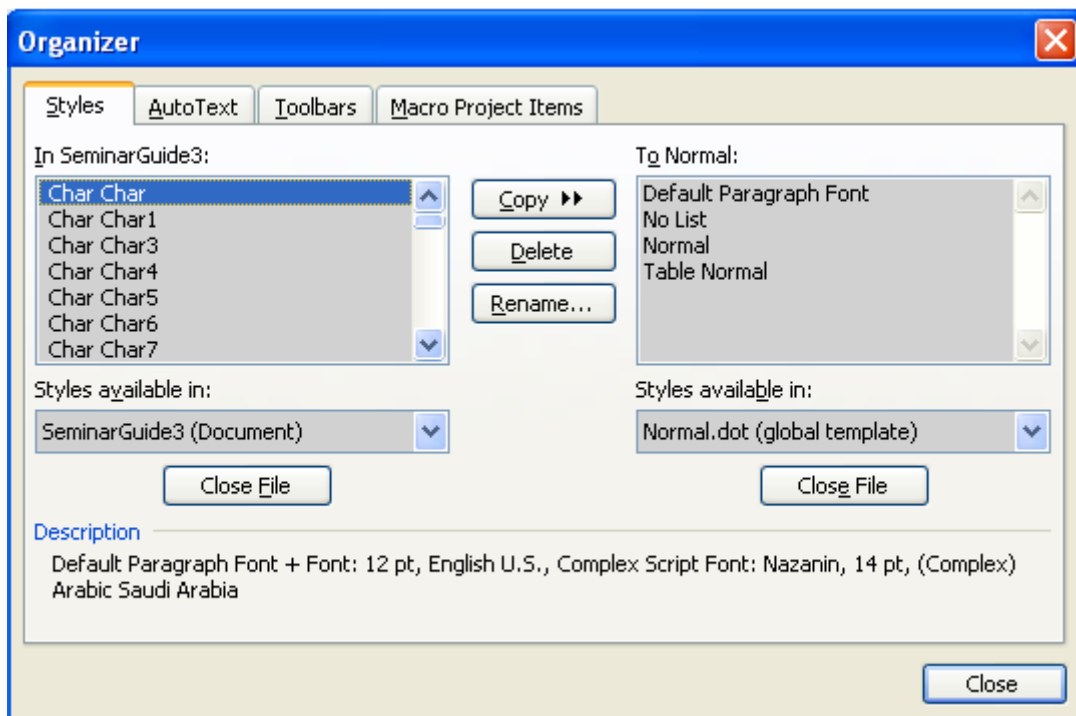 Organizer
Styles
AutoText
Toolbars
Macro Project Items
In SeminarGuide3:
Char Char
Char Char1
Char Char3
Char Char4
Char Char5
Char Char6
Char Char7
Copy
Delete
Rename...
To Normal:
Default Paragraph Font
No List
Normal
Table Normal
Styles available in:
SeminarGuide3 (Document)
Close File
Styles available in:
Normal.dot (global template)
Close File
Description
Default Paragraph Font + Font: 12 pt, English U.S., Complex Script Font: Nazanin, 14 pt, (Complex)
Arabic Saudi Arabia
Close